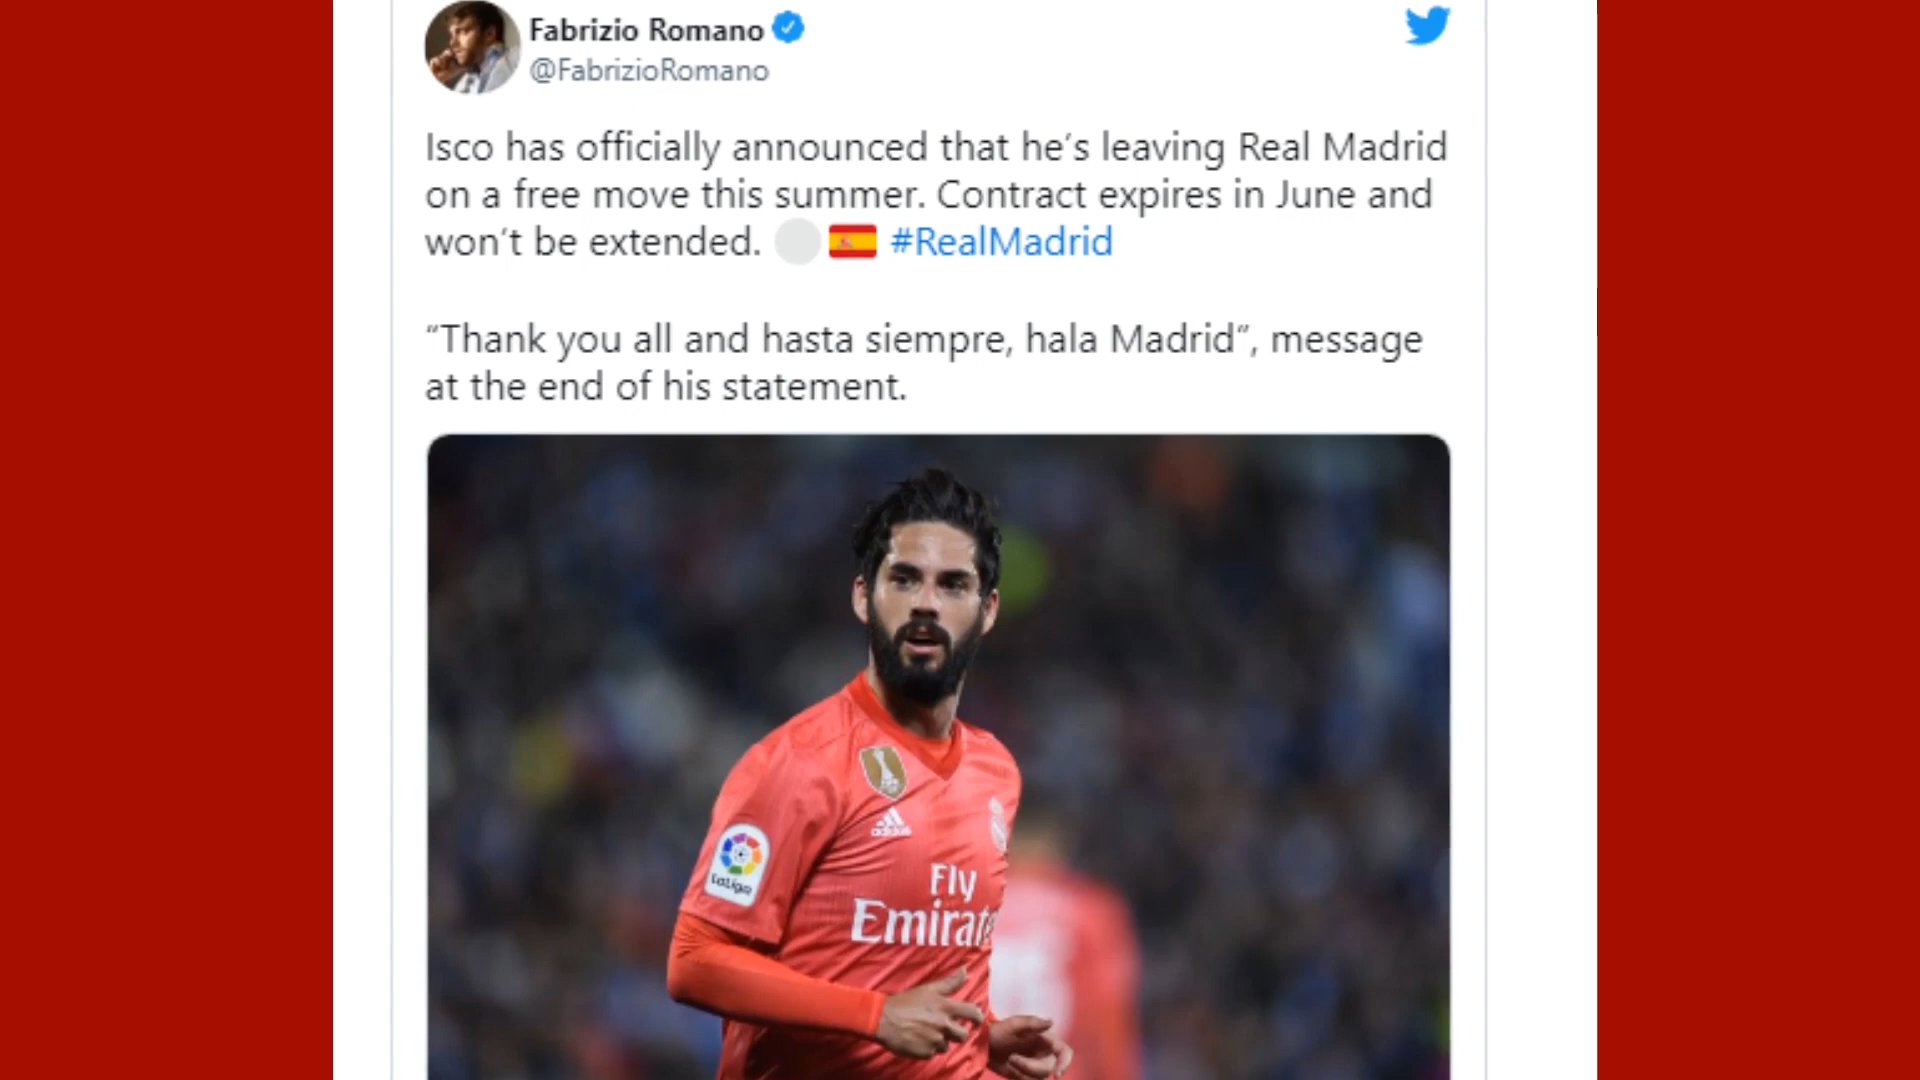 Fabrizio Romano
@FabrizioRomano
Isco has officially announced that he’s leaving Real Madrid
on a free move this summer. Contract expires in June and
won’t be extended. #RealMadrid
“Thank you all and hasta siempre, hala Madrid”, message
at the end of his statement.
adidas
LaLiga
Fly
Emirate